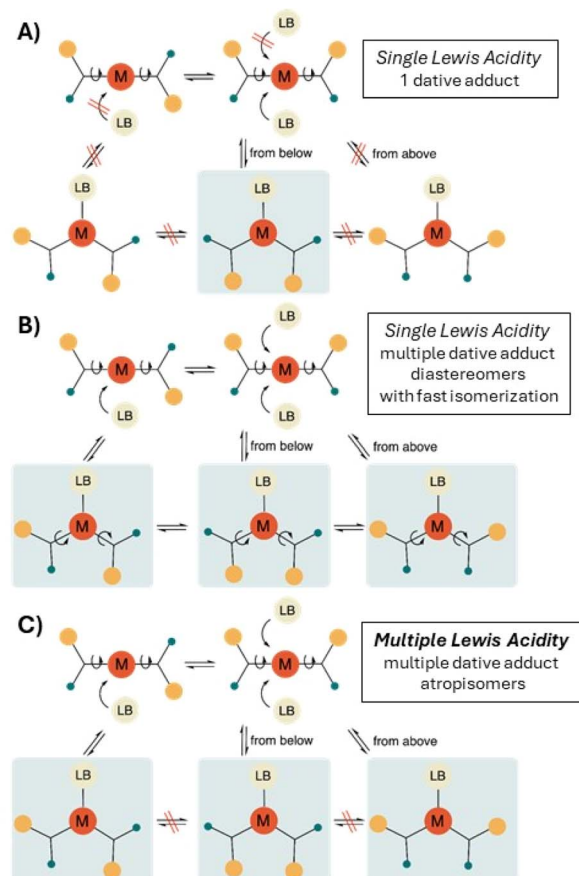 A)
LB
M
M
Single Lewis Acidity
1 dative adduct
LB
LB
from below
from above
LB
LB
LB
M
M
M
B)
LB
M
M
Single Lewis Acidity
multiple dative adduct
diastereomers
with fast isomerization
LB
LB
from below
from above
LB
LB
LB
M
M
M
C)
LB
M
M
Multiple Lewis Acidity
multiple dative adduct
atropisomers
LB
LB
from below
from above
LB
LB
LB
M
M
M